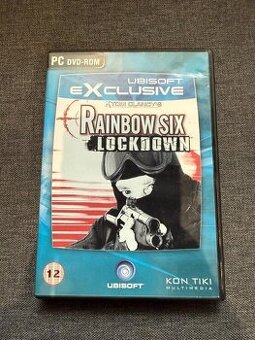 PC DVD-ROM
UBISOFT
eXCLUSIVE
TOM CLANCY'S
RAINBOW SIX
LOCKDOWN
12
UBISOFT
KON TIKI
MULTIMEDIA